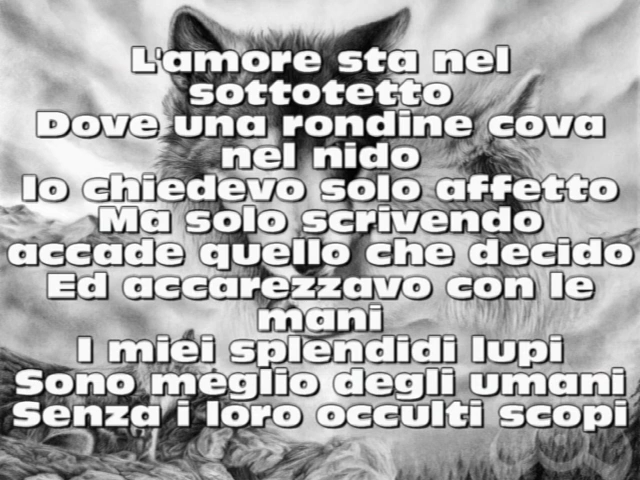 L'amore sta nel
sottotetto
Dove una rondine cova
nel nido
Io chiedevo solo affetto
Ma solo scrivendo
accade quello che decido
Ed accarezzavo con le
mani
I miei splendidi lupi
Sono meglio degli umani
Senza i loro occulti scopi